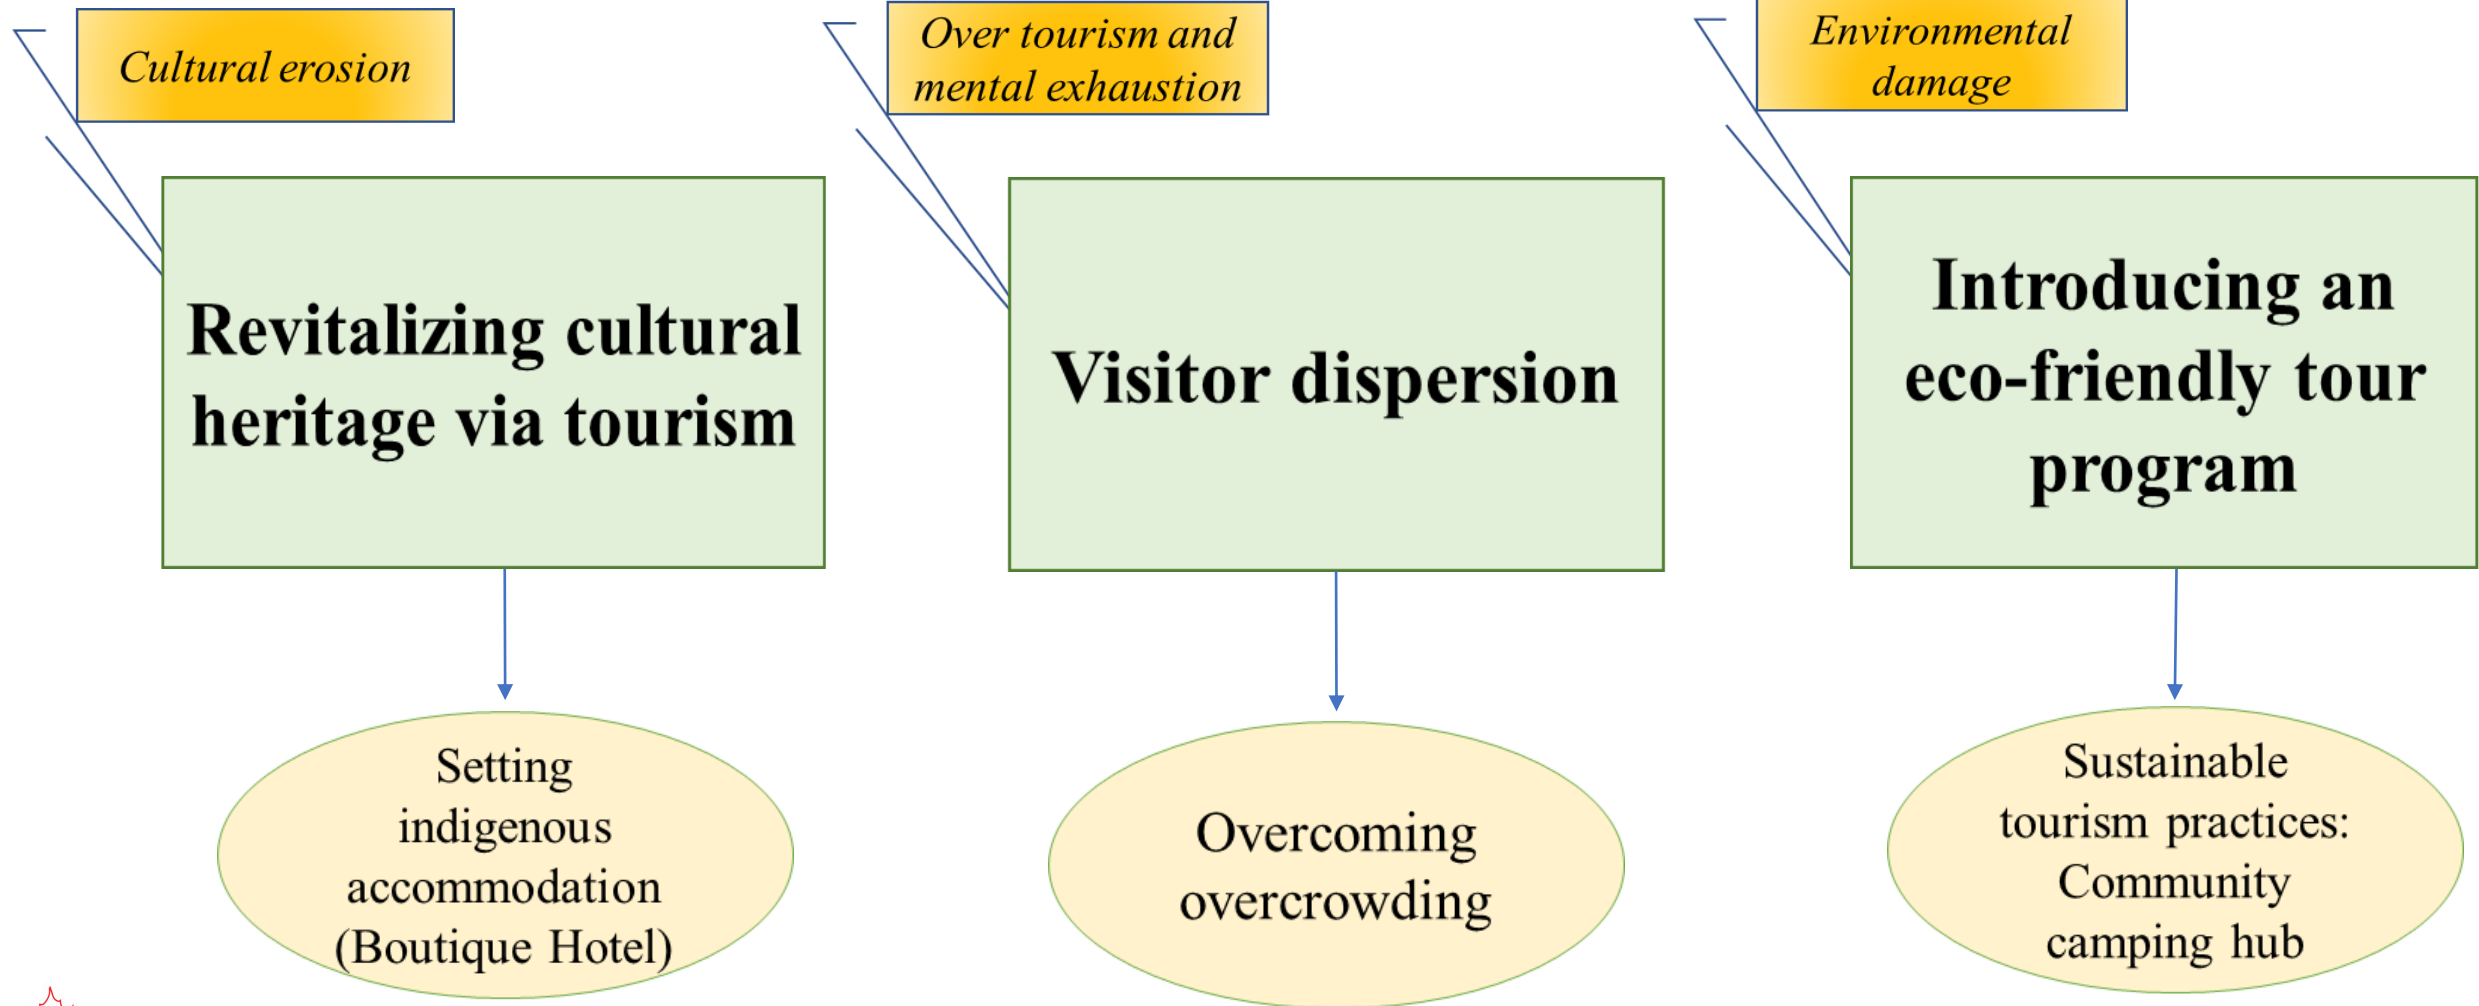 Cultural erosion
Over tourism and
mental exhaustion
Environmental
damage
Revitalizing cultural
heritage via tourism
Visitor dispersion
Introducing an
eco-friendly tour
program
Setting
indigenous
accommodation
(Boutique Hotel)
Overcoming
overcrowding
Sustainable
tourism practices:
Community
camping hub